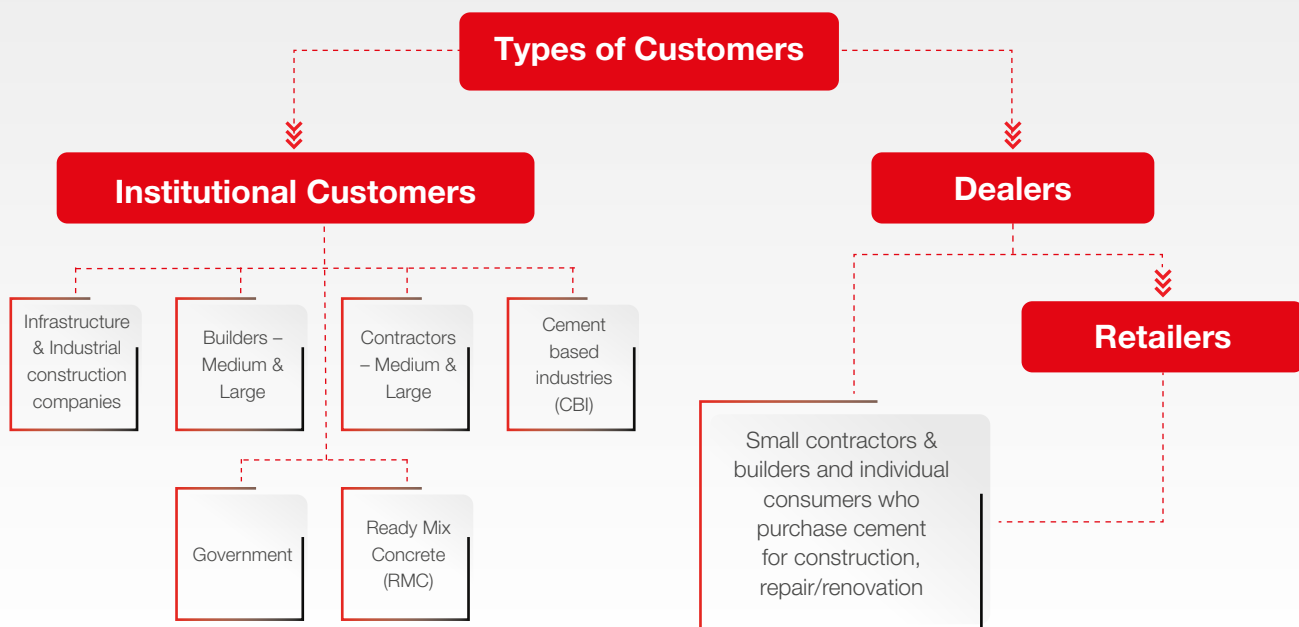 Types of Customers
Institutional Customers
Dealers
Infrastructure
& Industrial
construction
companies
Builders –
Medium &
Large
Contractors
– Medium &
Large
Cement
based
industries
(CBI)
Retailers
Government
Ready Mix
Concrete
(RMC)
Small contractors &
builders and individual
consumers who
purchase cement
for construction,
repair/renovation